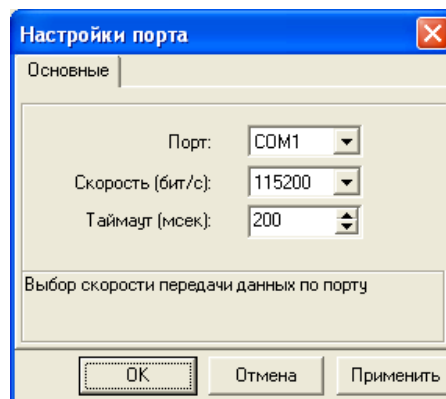 Настройки порта
Основные
Порт: COM1
Скорость (бит/с): 115200
Таймаут (мсек): 200
Выбор скорости передачи данных по порту
OK Отмена Применить